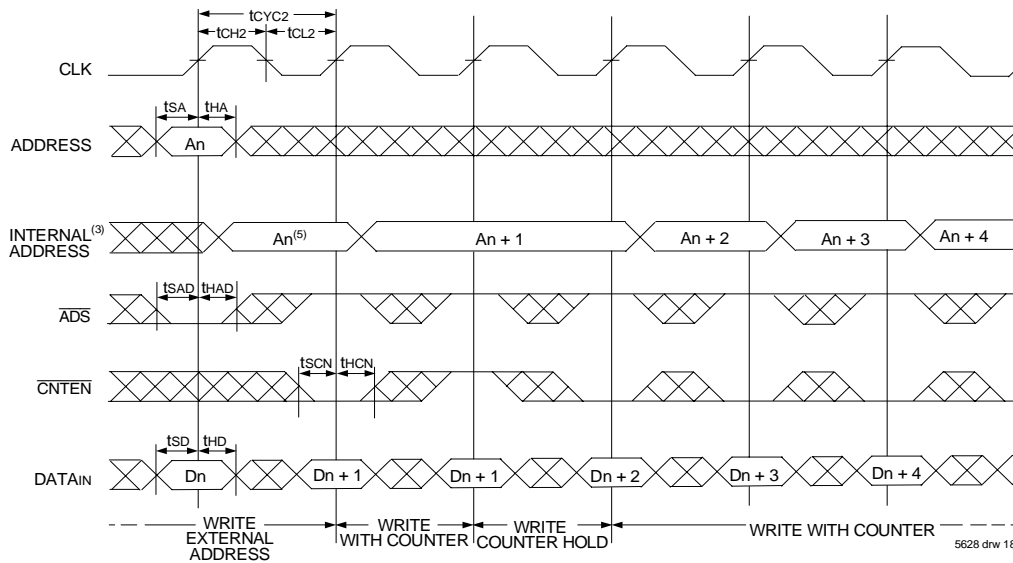 tCYC2
tCH2 tCL2
CLK
tSA tHA
ADDRESS An
INTERNAL(3)
ADDRESS An(5) An + 1 An + 2 An + 3 An + 4
tSAD tHAD
ADS
tSCN tHCN
CNTEN
tSD tHD
DATAIN Dn Dn + 1 Dn + 1 Dn + 2 Dn + 3 Dn + 4
WRITE
EXTERNAL
ADDRESS
WRITE
WITH COUNTER
WRITE
COUNTER HOLD
WRITE WITH COUNTER
5628 drw 18